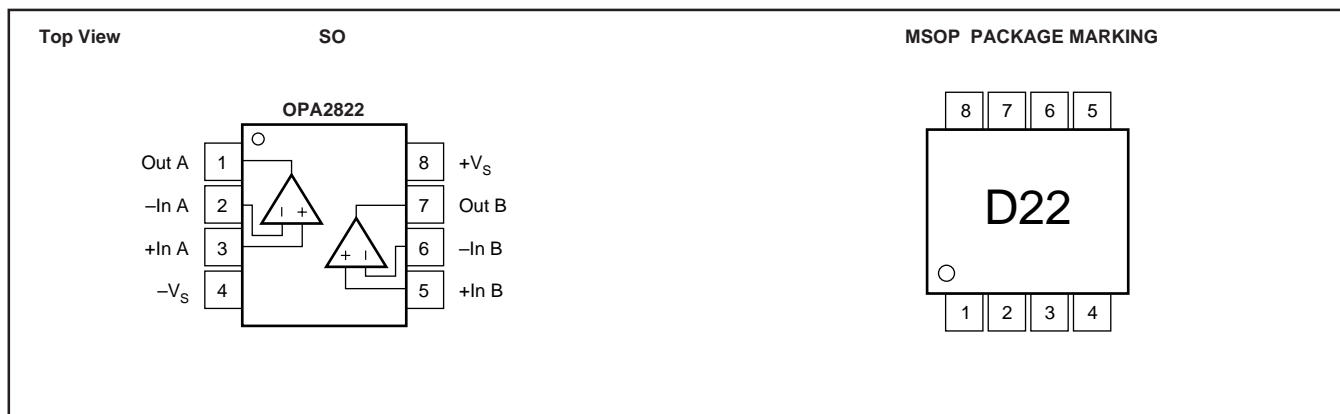 Top View
SO
OPA2822
Out A 1
–In A 2
+In A 3
–VS 4
8 +VS
7 Out B
6 –In B
5 +In B
– +
+ –
MSOP PACKAGE MARKING
8 7 6 5
D22
1 2 3 4